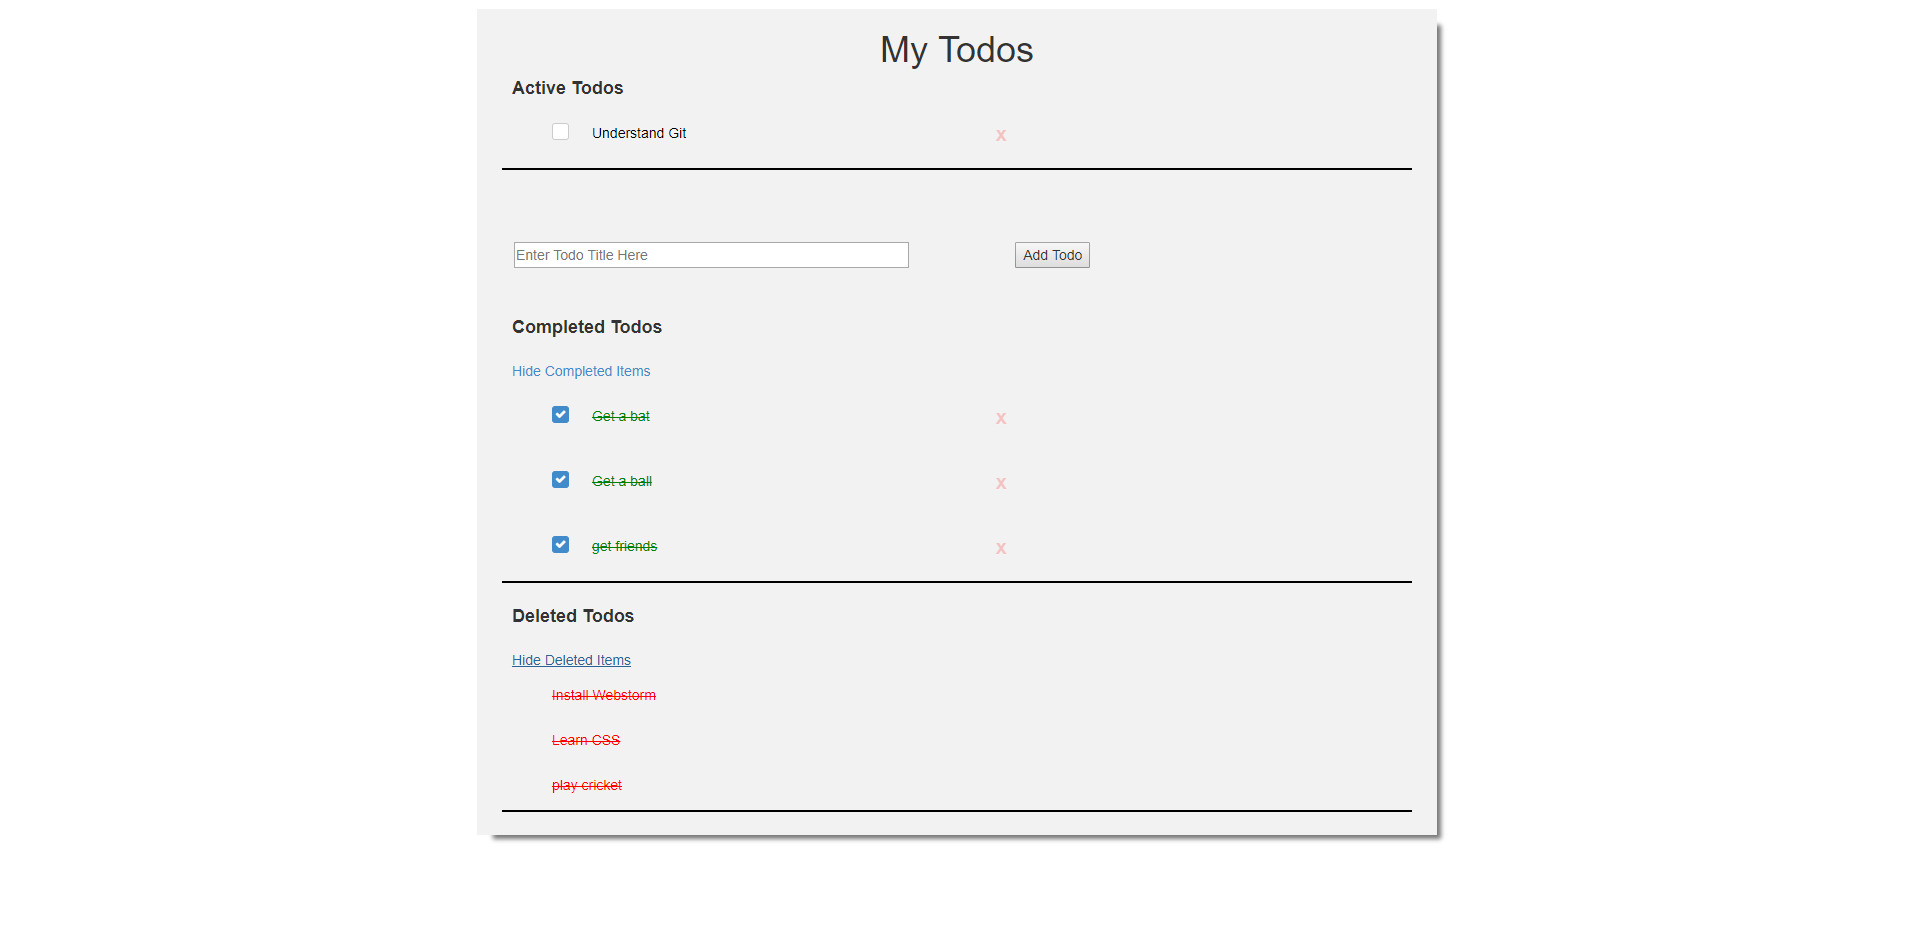 My Todos
Active Todos
Understand Git x
Enter Todo Title Here Add Todo
Completed Todos
Hide Completed Items
Get a bat x
Get a ball x
get friends x
Deleted Todos
Hide Deleted Items
Install Webstorm
Learn CSS
play cricket